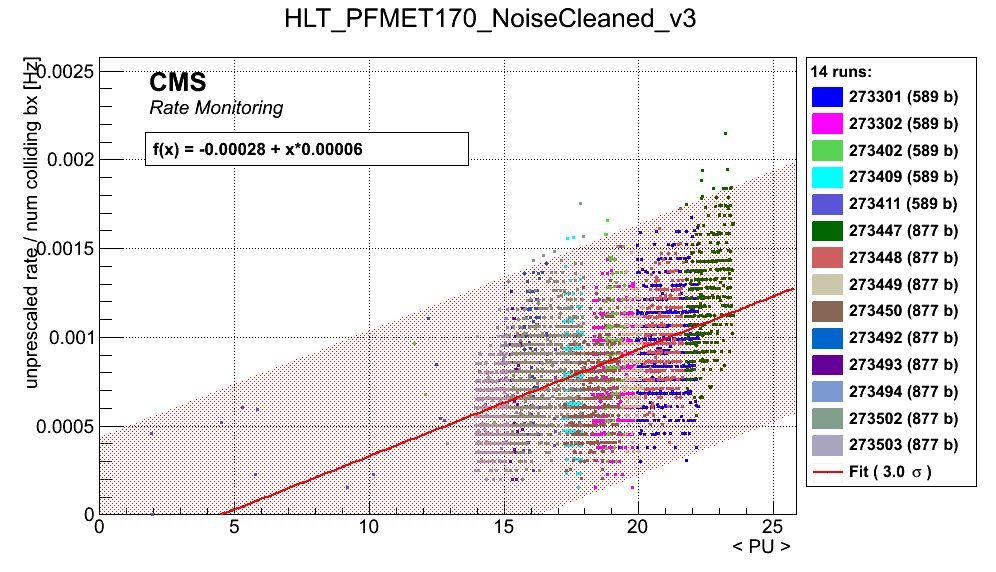 HLT_PFMET170_NoiseCleaned_v3
unprescaled rate / num colliding bx [Hz]
CMS
Rate Monitoring
f(x) = -0.00028 + x*0.00006
0.0025
0.002
0.0015
0.001
0.0005
0
0 5 10 15 20 25
< PU >
14 runs:
273301 (589 b)
273302 (589 b)
273402 (589 b)
273409 (589 b)
273411 (589 b)
273447 (877 b)
273448 (877 b)
273449 (877 b)
273450 (877 b)
273492 (877 b)
273493 (877 b)
273494 (877 b)
273502 (877 b)
273503 (877 b)
Fit ( 3.0 σ )